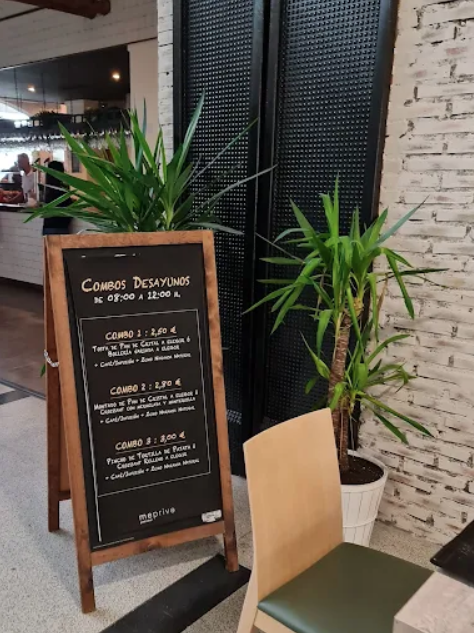 COMBOS DESAYUNOS
DE 08:00 A 12:00 H.
COMBO 1 : 2,60 €
TOSTA DE PAN DE CRISTAL A ELEGIR Ó
BOLLERÍA VARIADA A ELEGIR
+ CAFÉ/INFUSIÓN + ZUMO NARANJA NATURAL
COMBO 2 : 2,80 €
MONTADO DE PAN DE CRISTAL A ELEGIR Ó
CROISSANT CON MERMELADA Y MANTEQUILLA
+ CAFÉ/INFUSIÓN + ZUMO NARANJA NATURAL
COMBO 3 : 3,00 €
PINCHO DE TORTILLA DE PATATA Ó
CROISSANT RELLENO A ELEGIR
+ CAFÉ/INFUSIÓN + ZUMO NARANJA NATURAL
meprive